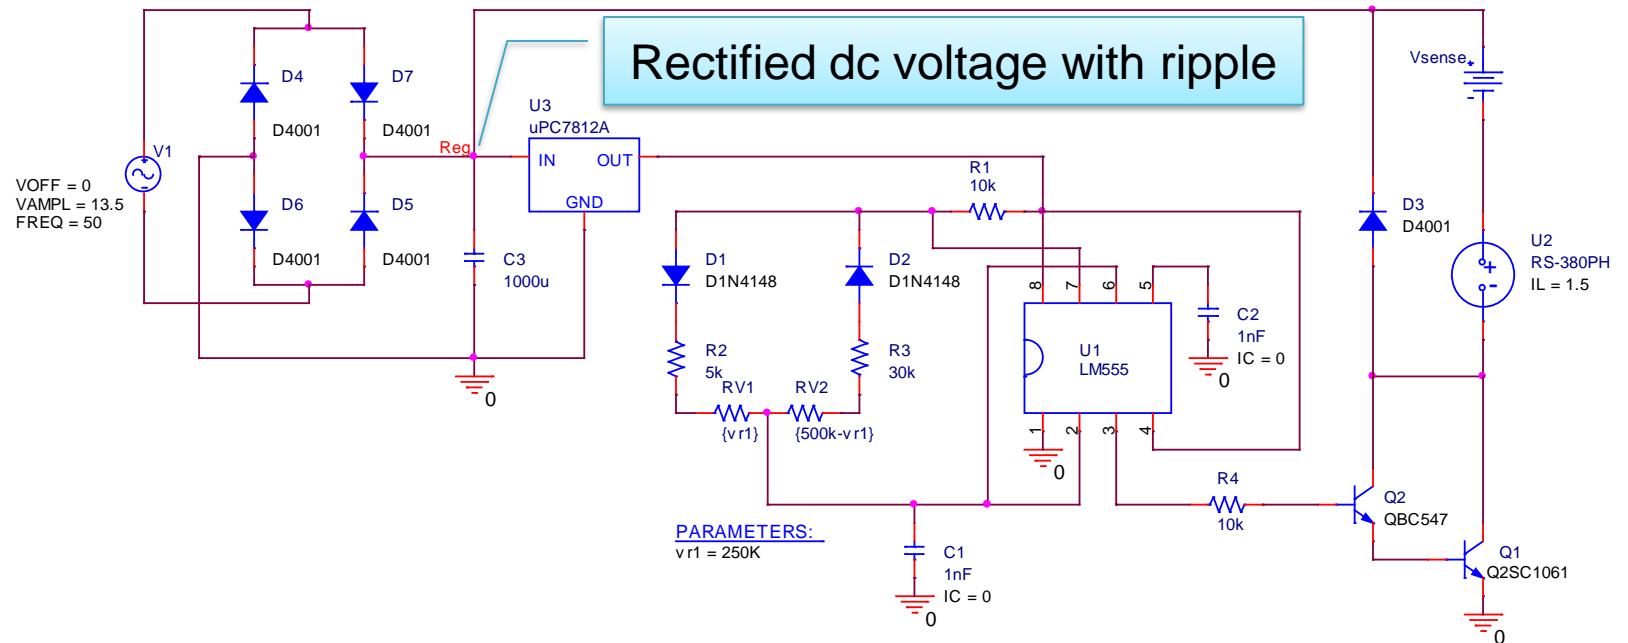 Rectified dc voltage with ripple
V1
VOFF = 0
VAMPL = 13.5
FREQ = 50
D4
D4001
D7
D4001
D6
D4001
D5
D4001
Reg
U3
uPC7812A
IN
OUT
GND
C3
1000u
0
R1
10k
D1
D1N4148
D2
D1N4148
R2
5k
R3
30k
RV1
{vr1}
RV2
{500k-vr1}
8
7
6
5
U1
LM555
1
2
3
4
0
C2
1nF
IC = 0
0
D3
D4001
Vsense
+
-
U2
RS-380PH
IL = 1.5
+
-
R4
10k
Q2
QBC547
Q1
Q2SC1061
0
PARAMETERS:
vr1 = 250K
C1
1nF
IC = 0
0